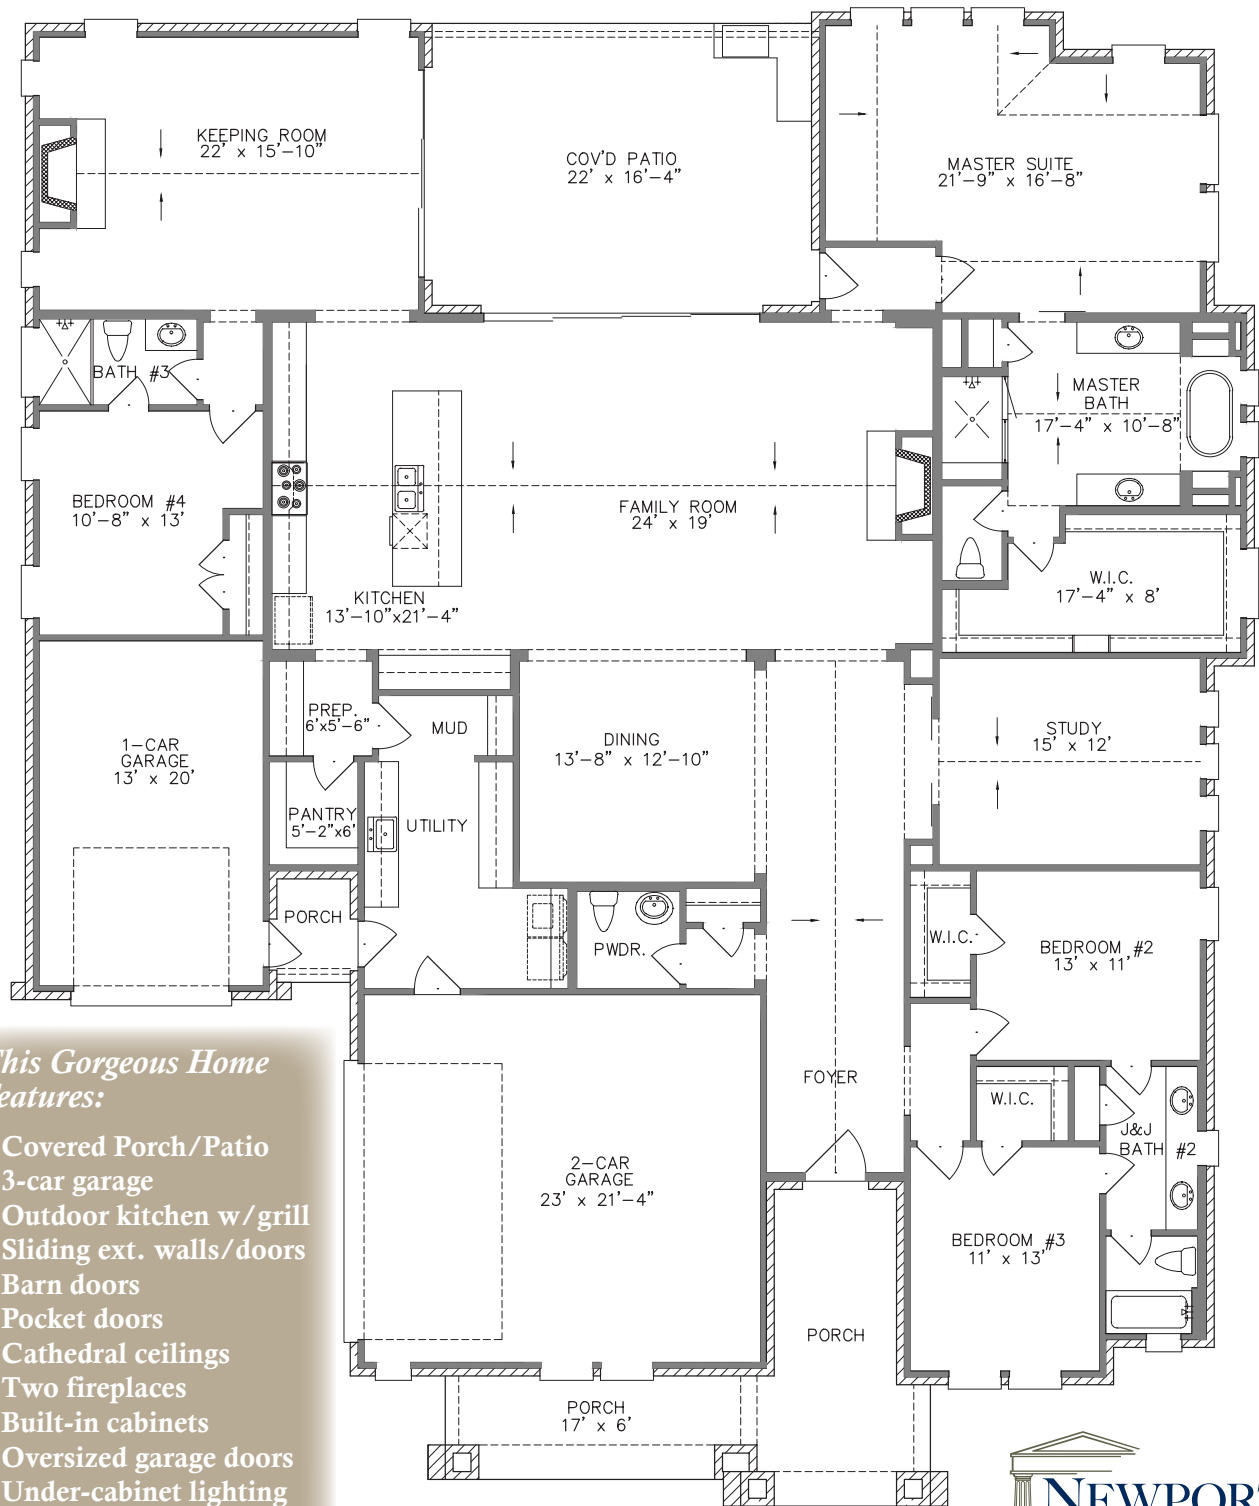 KEEPING ROOM
22' x 15'-10"
COV'D PATIO
22' x 16'-4"
MASTER SUITE
21'-9" x 16'-8"
BATH #3
MASTER
BATH
17'-4" x 10'-8"
BEDROOM #4
10'-8" x 13'
FAMILY ROOM
24' x 19'
KITCHEN
13'-10"x21'-4"
W.I.C.
17'-4" x 8'
PREP.
6'x5'-6"
MUD
1-CAR
GARAGE
13' x 20'
DINING
13'-8" x 12'-10"
STUDY
15' x 12'
PANTRY
5'-2"x6'
UTILITY
PORCH
PWDR.
W.I.C.
BEDROOM #2
13' x 11'
FOYER
W.I.C.
J&J
BATH #2
2-CAR
GARAGE
23' x 21'-4"
BEDROOM #3
11' x 13'
PORCH
PORCH
17' x 6'
This Gorgeous Home
Features:
Covered Porch/Patio
3-car garage
Outdoor kitchen w/grill
Sliding ext. walls/doors
Barn doors
Pocket doors
Cathedral ceilings
Two fireplaces
Built-in cabinets
Oversized garage doors
Under-cabinet lighting
NEWPOR